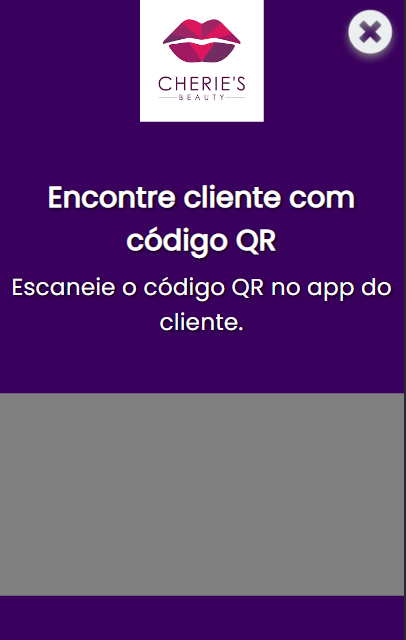 CHERIE'S
BEAUTY
Encontre cliente com
código QR
Escaneie o código QR no app do
cliente.